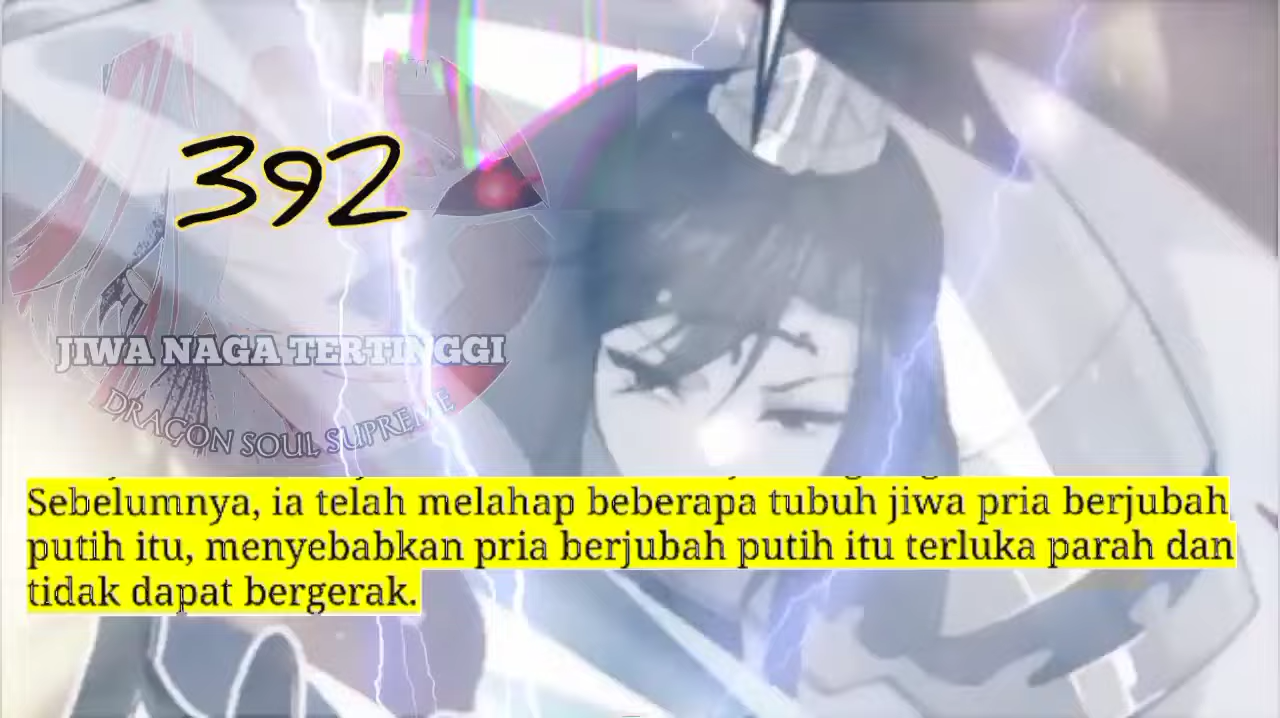 392
JIWA NAGA TERTINGGI
DRAGON SOUL SUPREME
Sebelumnya, ia telah melahap beberapa tubuh jiwa pria berjubah
putih itu, menyebabkan pria berjubah putih itu terluka parah dan
tidak dapat bergerak.